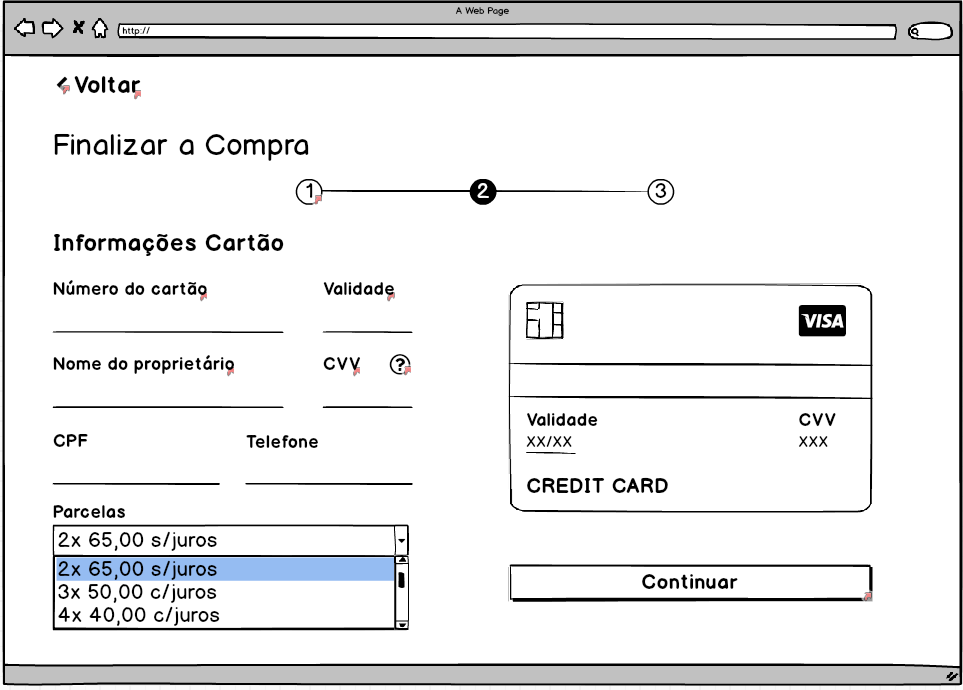 A Web Page
http://
Voltar
Finalizar a Compra
1 2 3
Informações Cartão
Número do cartão Validade
Nome do proprietário CVV ?
CPF Telefone
Parcelas
2x 65,00 s/juros
2x 65,00 s/juros
3x 50,00 c/juros
4x 40,00 c/juros
VISA
Validade CVV
XX/XX XXX
CREDIT CARD
Continuar